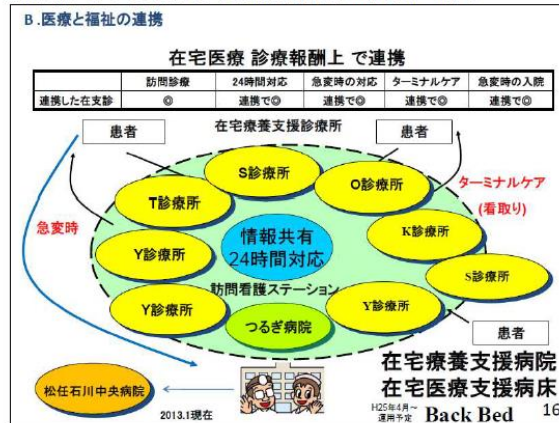 B.医療と福祉の連携
在宅医療 診療報酬上 で連携
訪問診療 24時間対応 急変時の対応 ターミナルケア 急変時の入院
連携した在支診 ◎ 連携で◎ 連携で◎ 連携で◎ 連携で◎
患者
在宅療養支援診療所
患者
S診療所
O診療所
T診療所
ターミナルケア
(看取り)
急変時
K診療所
情報共有
24時間対応
Y診療所
S診療所
訪問看護ステーション
Y診療所
Y診療所
つるぎ病院
患者
在宅療養支援病院
在宅医療支援病床
松任石川中央病院
2013.1現在
H25年4月～
運用予定
Back Bed
16